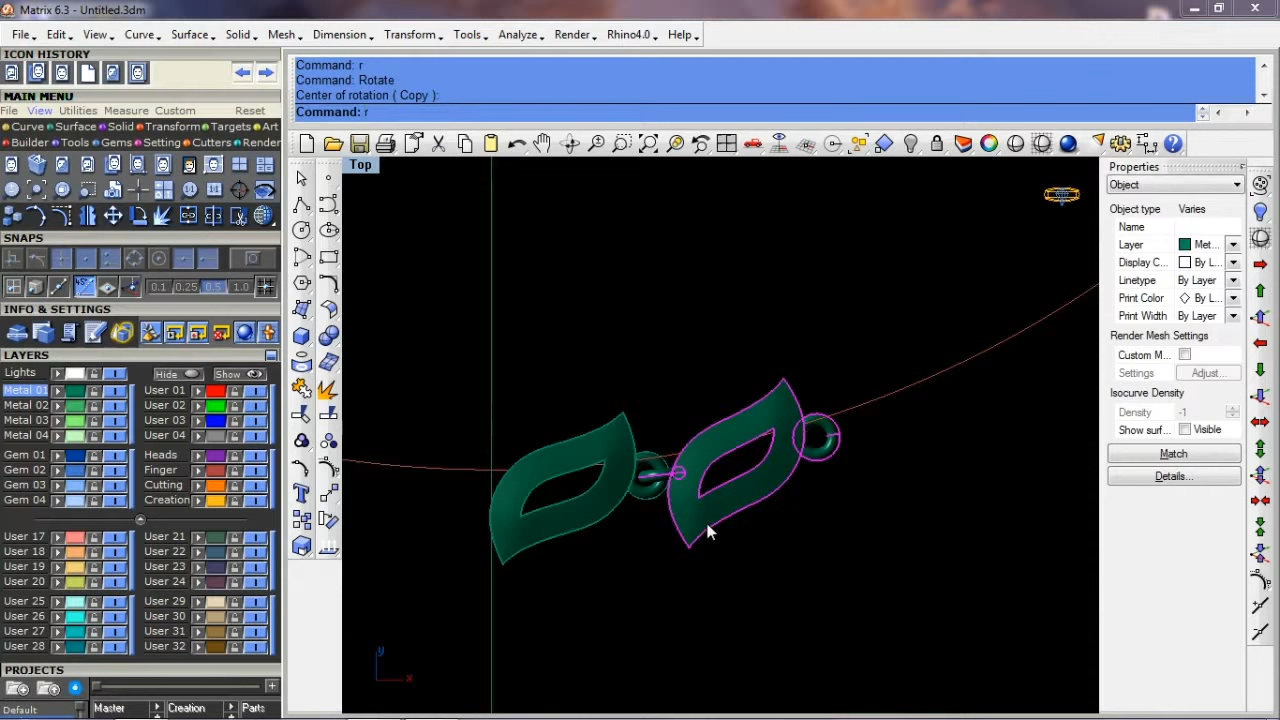 Matrix 6.3 - Untitled.3dm
File Edit View Curve Surface Solid Mesh Dimension Transform Tools Analyze Render Rhino4.0 Help
ICON HISTORY
MAIN MENU
File View Utilities Measure Custom Reset
Curve Surface Solid Transform Targets Art
Builder Tools Gems Setting Cutters Render
SNAPS
0.1 0.25 0.5 1.0
INFO & SETTINGS
LAYERS
Lights Hide Show
Metal 01 User 01
Metal 02 User 02
Metal 03 User 03
Metal 04 User 04
Gem 01 Heads
Gem 02 Finger
Gem 03 Cutting
Gem 04 Creation
User 17 User 21
User 18 User 22
User 19 User 23
User 20 User 24
User 25 User 29
User 26 User 30
User 27 User 31
User 28 User 32
PROJECTS
Default Master Creation Parts
Command: r
Command: Rotate
Center of rotation ( Copy ):
Command: r
Top
y
x
Properties
Object
Object type Varies
Name
Layer Met...
Display C... By L...
Linetype By Layer
Print Color By L...
Print Width By Layer
Render Mesh Settings
Custom M...
Settings Adjust...
Isocurve Density
Density -1
Show surf... Visible
Match
Details...